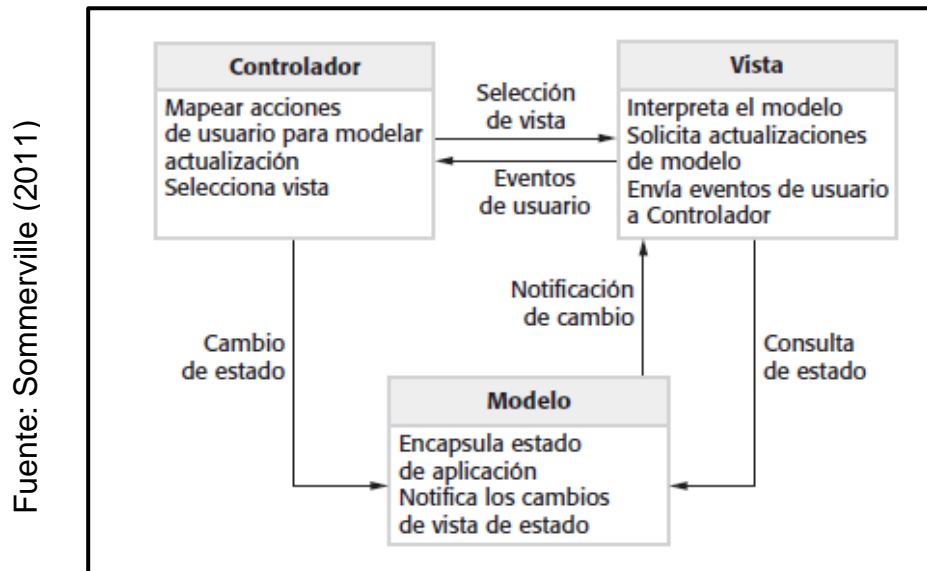 Fuente: Sommerville (2011)
Controlador
Mapear acciones
de usuario para modelar
actualización
Selecciona vista
Selección
de vista
Eventos
de usuario
Vista
Interpreta el modelo
Solicita actualizaciones
de modelo
Envía eventos de usuario
a Controlador
Cambio
de estado
Notificación
de cambio
Consulta
de estado
Modelo
Encapsula estado
de aplicación
Notifica los cambios
de vista de estado